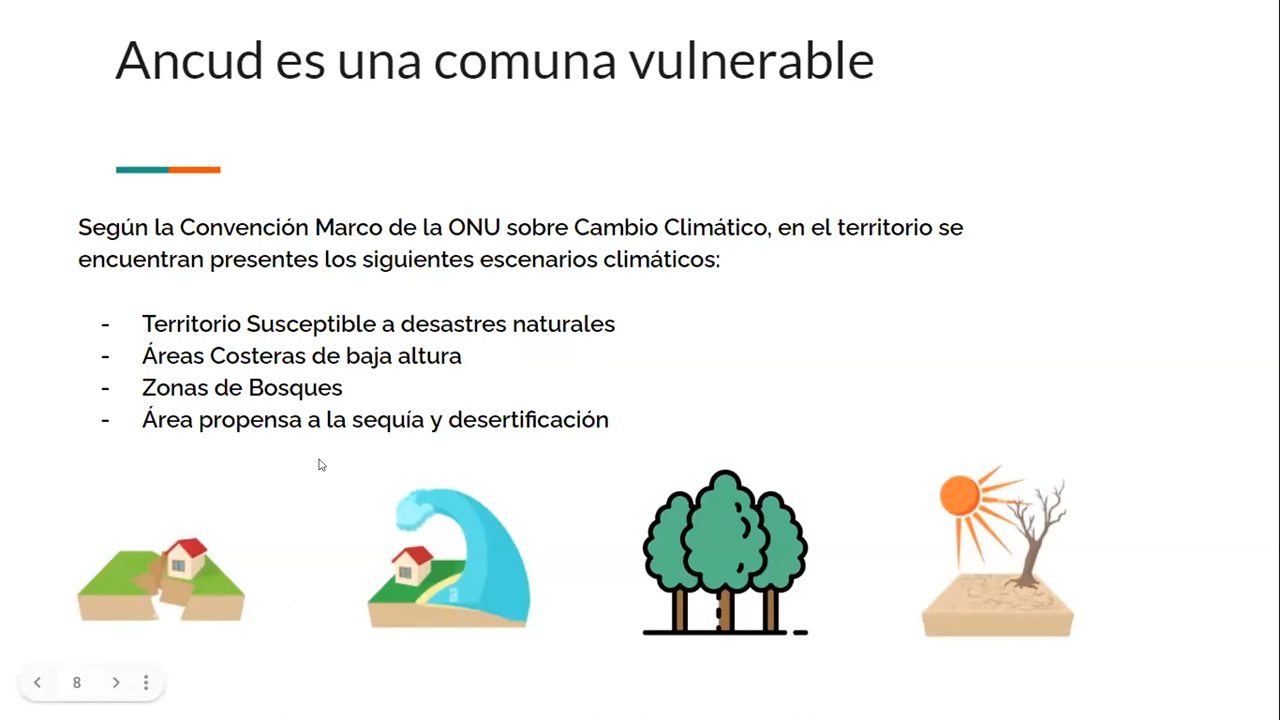 Ancud es una comuna vulnerable
Según la Convención Marco de la ONU sobre Cambio Climático, en el territorio se
encuentran presentes los siguientes escenarios climáticos:
- Territorio Susceptible a desastres naturales
- Áreas Costeras de baja altura
- Zonas de Bosques
- Área propensa a la sequía y desertificación
a
8